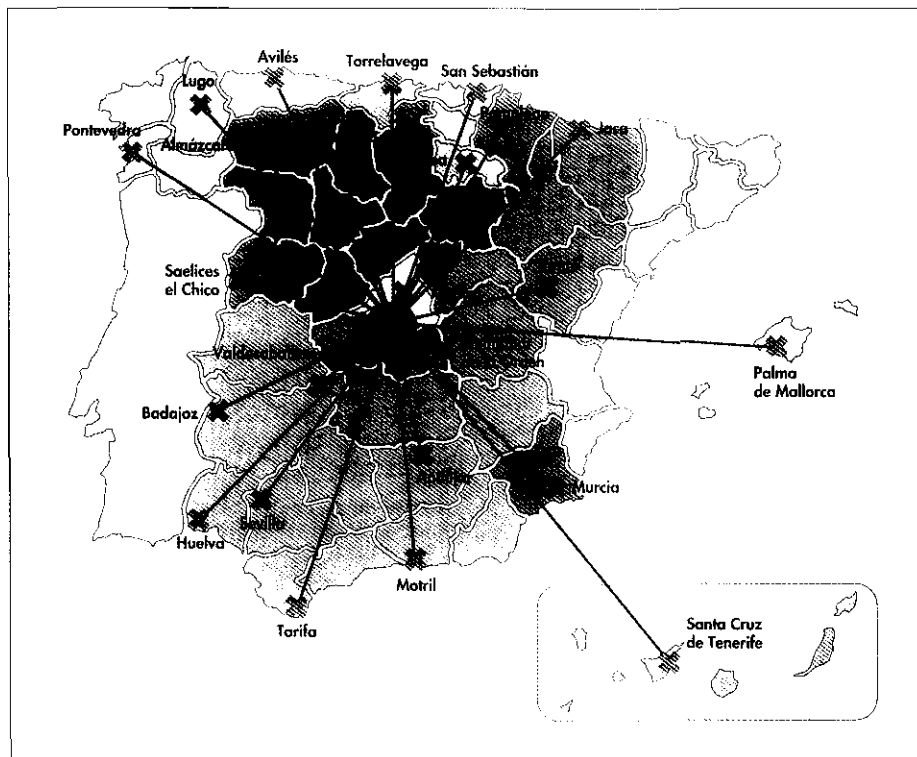 Avilés
Torrelavega
San Sebastián
Lugo
Pontevedra
Jaca
Saelices
el Chico
Palma
de Mallorca
Badajoz
Murcia
Sevilla
Huelva
Motril
Tarifa
Santa Cruz
de Tenerife